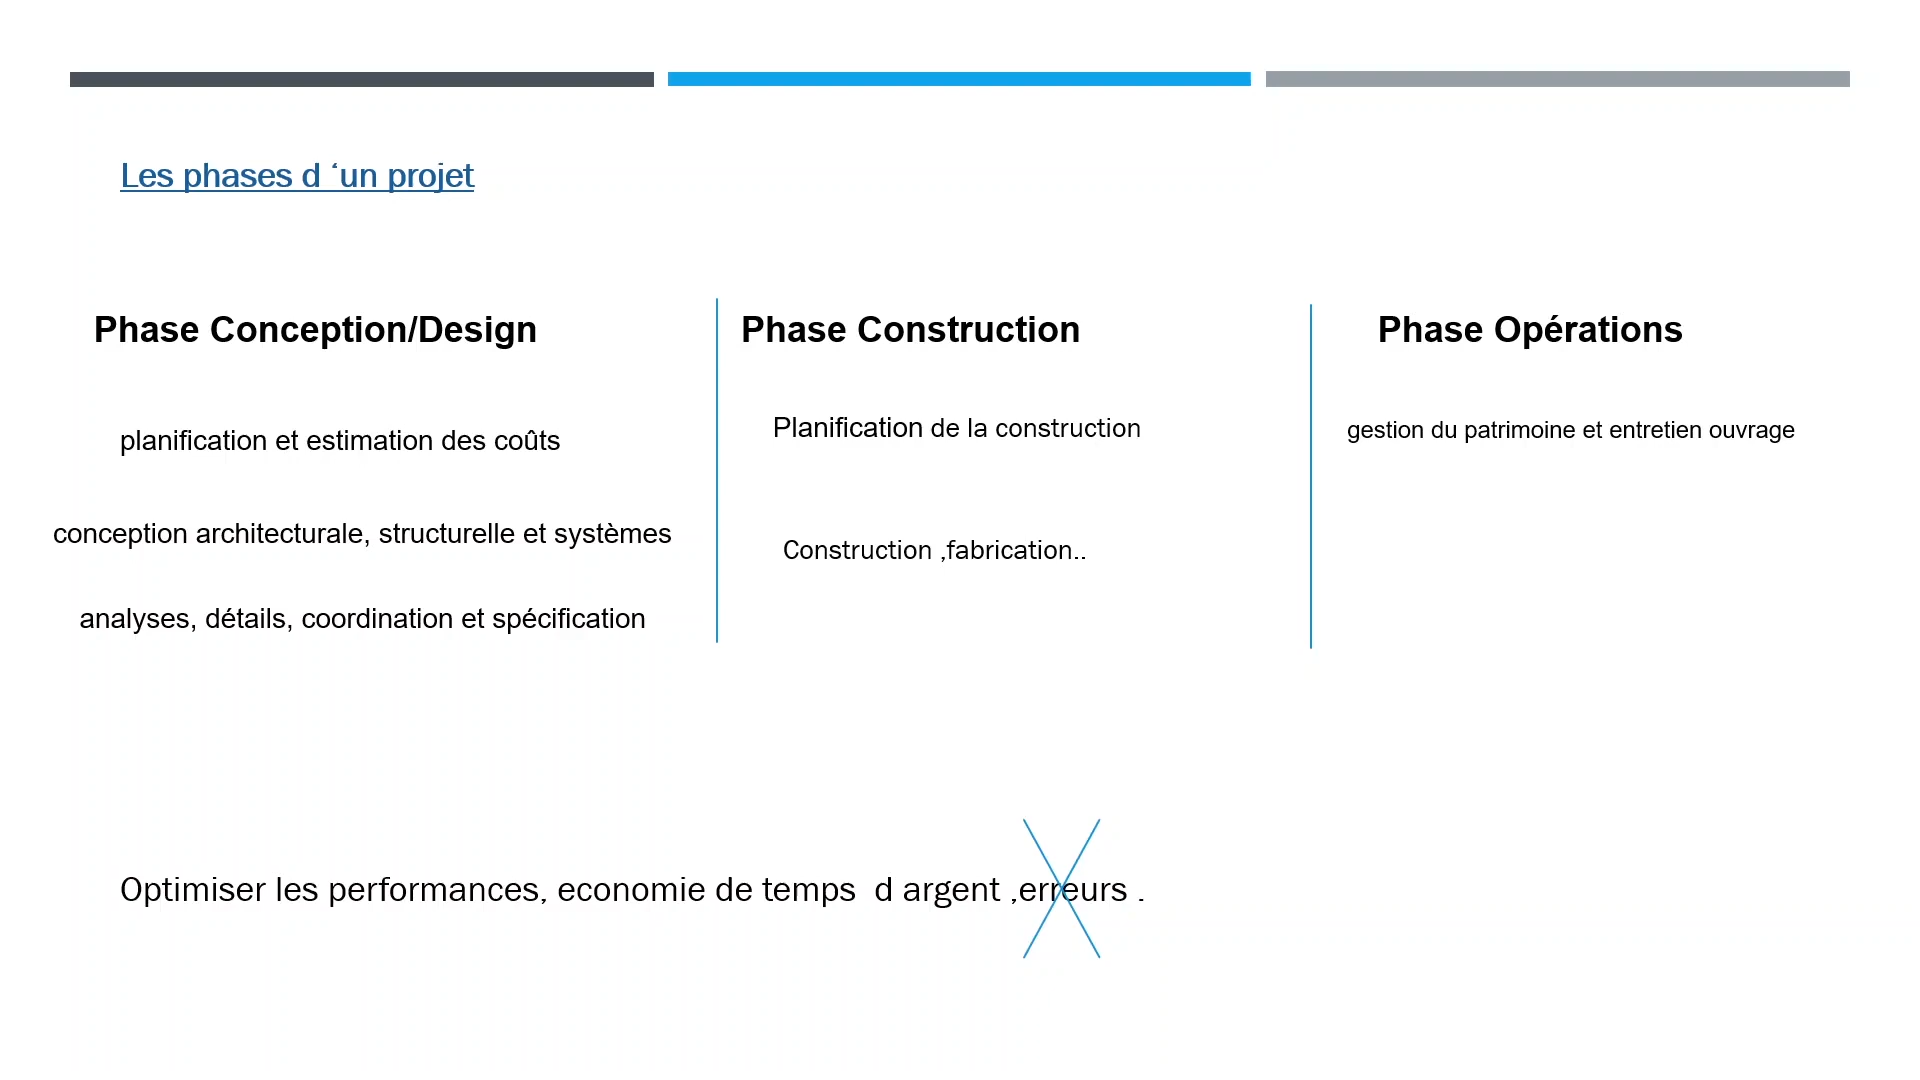 Les phases d ‘un projet
Phase Conception/Design
planification et estimation des coûts
conception architecturale, structurelle et systèmes
analyses, détails, coordination et spécification
Phase Construction
Planification de la construction
Construction ,fabrication..
Phase Opérations
gestion du patrimoine et entretien ouvrage
Optimiser les performances, economie de temps  d argent ,erreurs .